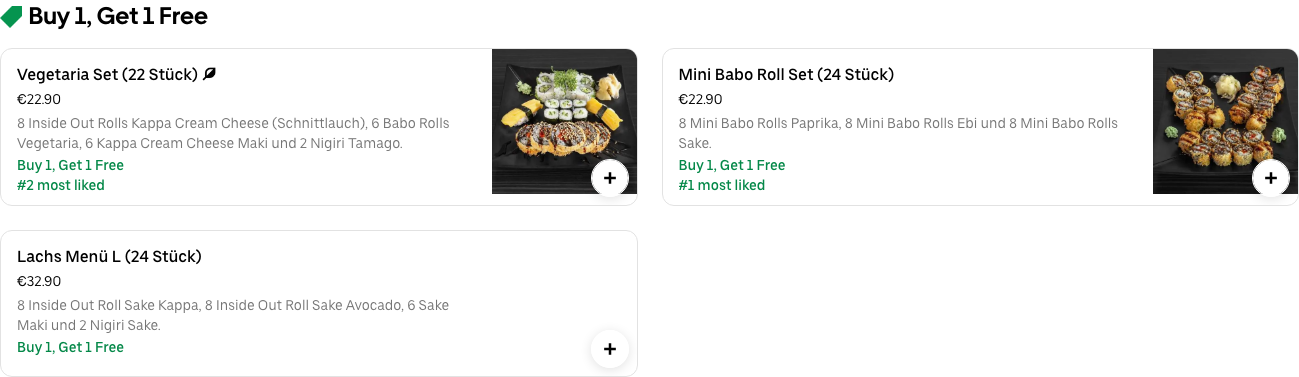 Buy 1, Get 1 Free
Vegetaria Set (22 Stück)
€22.90
8 Inside Out Rolls Kappa Cream Cheese (Schnittlauch), 6 Babo Rolls
Vegetaria, 6 Kappa Cream Cheese Maki und 2 Nigiri Tamago.
Buy 1, Get 1 Free
#2 most liked
Mini Babo Roll Set (24 Stück)
€22.90
8 Mini Babo Rolls Paprika, 8 Mini Babo Rolls Ebi und 8 Mini Babo Rolls
Sake.
Buy 1, Get 1 Free
#1 most liked
Lachs Menü L (24 Stück)
€32.90
8 Inside Out Roll Sake Kappa, 8 Inside Out Roll Sake Avocado, 6 Sake
Maki und 2 Nigiri Sake.
Buy 1, Get 1 Free